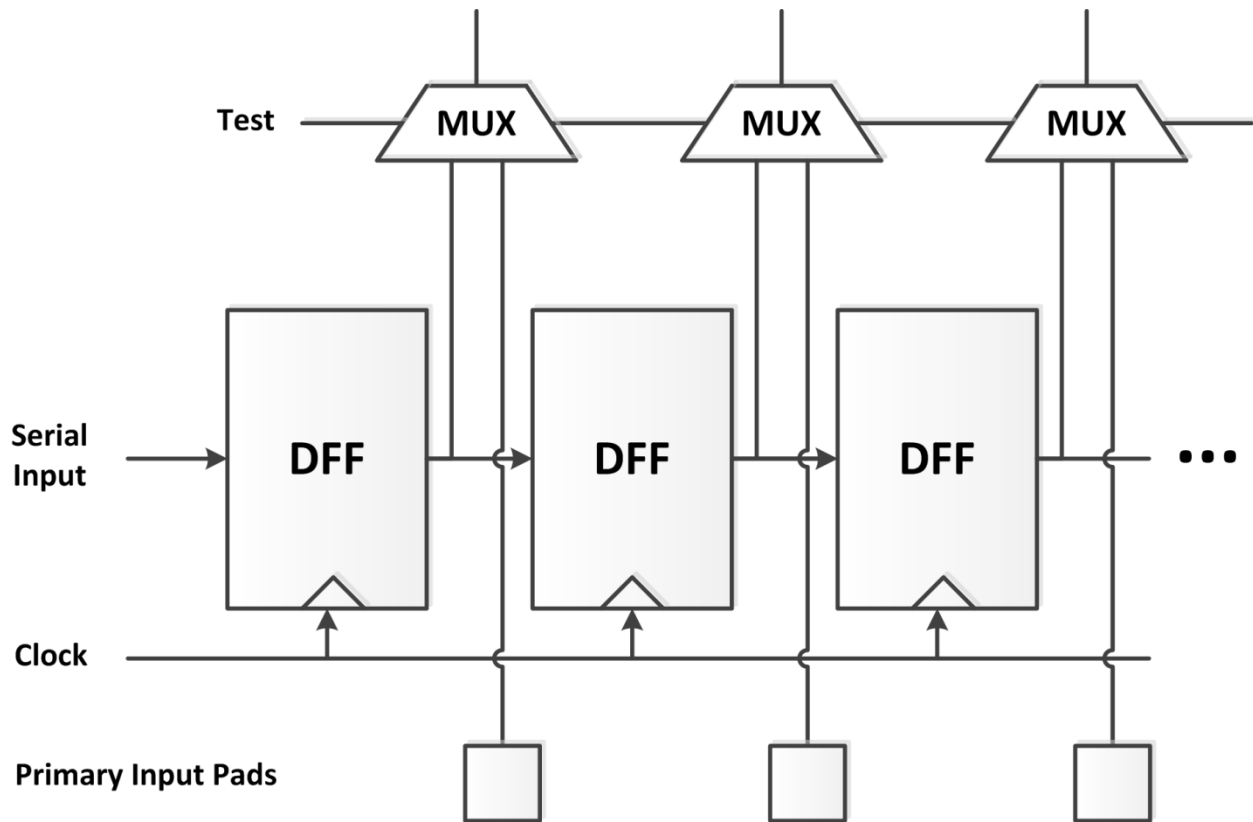 Test
MUX
MUX
MUX
Serial
Input
DFF
DFF
DFF
...
Clock
Primary Input Pads